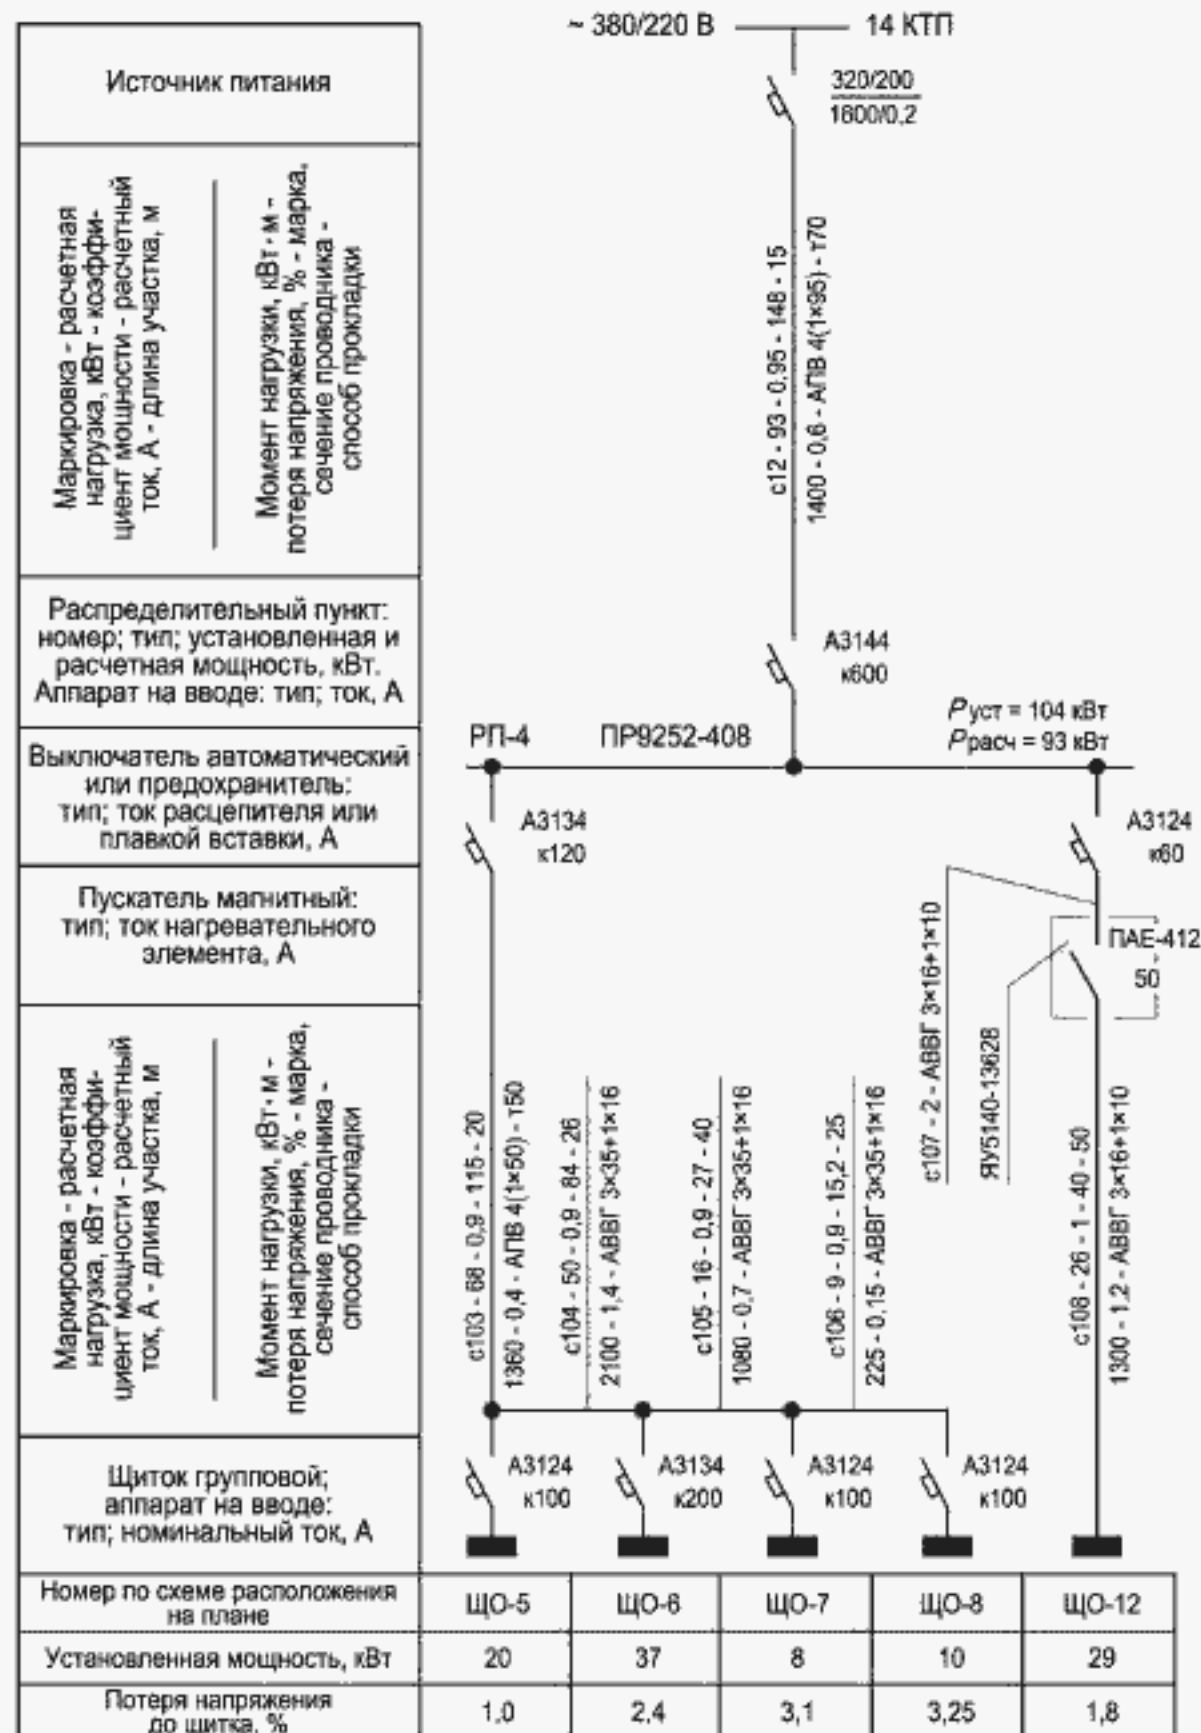 ~ 380/220 В
14 КТП
Источник питания
320/200
1600/0,2
Маркировка - расчетная
нагрузка, кВт - коэффи-
циент мощности - расчетный
ток, А - длина участка, м
Момент нагрузки, кВт · м -
потеря напряжения, % - марка,
сечение проводника -
способ прокладки
с12 - 93 - 0,95 - 148 - 15
1400 - 0,6 - АПВ 4(1×95) - т70
Распределительный пункт:
номер; тип; установленная и
расчетная мощность, кВт.
Аппарат на вводе: тип; ток, А
А3144
к600
РП-4
ПР9252-408
Pуст = 104 кВт
Pрасч = 93 кВт
Выключатель автоматический
или предохранитель:
тип; ток расцепителя или
плавкой вставки, А
А3134
к120
А3124
к60
Пускатель магнитный:
тип; ток нагревательного
элемента, А
с107 - 2 - АВВГ 3×16+1×10
ПАЕ-412
50
ЯУ5140-13628
Маркировка - расчетная
нагрузка, кВт - коэффи-
циент мощности - расчетный
ток, А - длина участка, м
Момент нагрузки, кВт · м -
потеря напряжения, % - марка,
сечение проводника -
способ прокладки
с103 - 68 - 0,9 - 115 - 20
1360 - 0,4 - АПВ 4(1×50) - т50
с104 - 50 - 0,9 - 84 - 26
2100 - 1,4 - АВВГ 3×35+1×16
с105 - 16 - 0,9 - 27 - 40
1080 - 0,7 - АВВГ 3×35+1×16
с106 - 9 - 0,9 - 15,2 - 25
225 - 0,15 - АВВГ 3×35+1×16
с108 - 26 - 1 - 40 - 50
1300 - 1,2 - АВВГ 3×16+1×10
Щиток групповой;
аппарат на вводе:
тип; номинальный ток, А
А3124
к100
А3134
к200
А3124
к100
А3124
к100
Номер по схеме расположения
на плане
ЩО-5 ЩО-6 ЩО-7 ЩО-8 ЩО-12
Установленная мощность, кВт 20 37 8 10 29
Потеря напряжения
до щитка, %
1,0 2,4 3,1 3,25 1,8